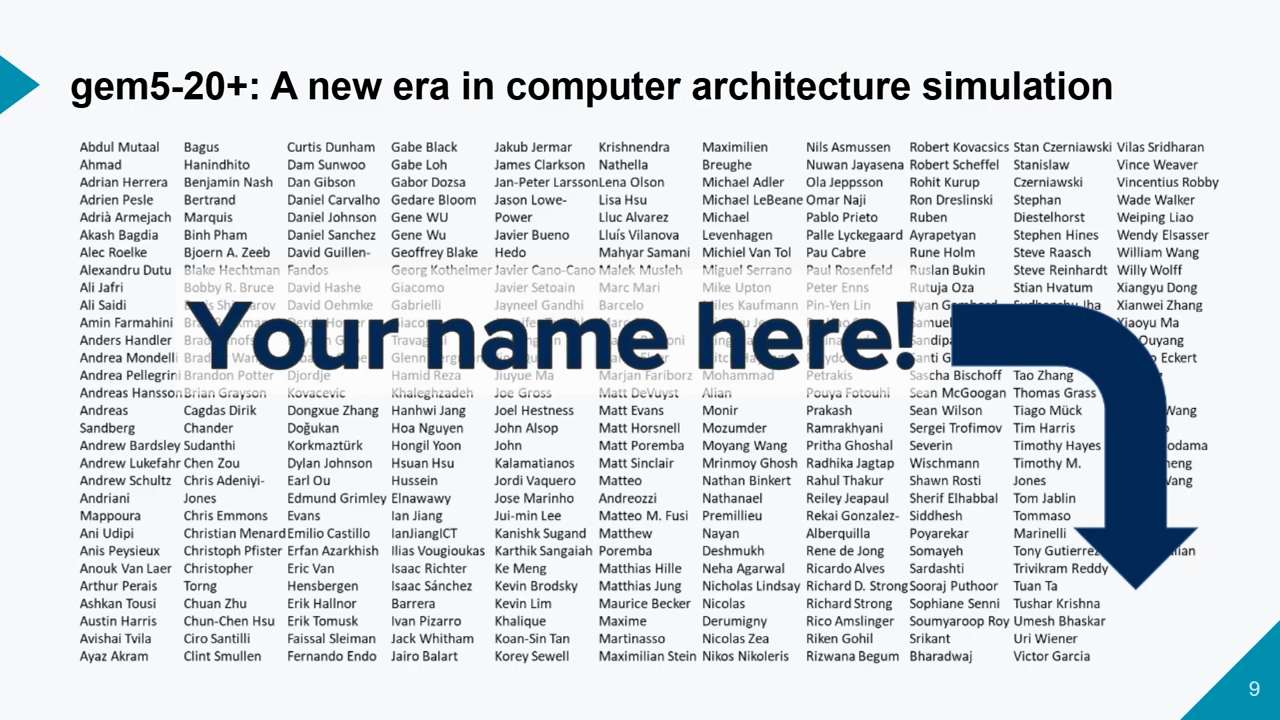 gem5-20+: A new era in computer architecture simulation
Abdul Mutaal
Ahmad
Adrian Herrera
Adrien Pesle
Adrià Armejach
Akash Bagdia
Alec Roelke
Alexandru Dutu
Ali Jafri
Ali Saidi
Amin Farmahini
Anders Handler
Andrea Mondelli
Andrea Pellegrini
Andreas Hansson
Andreas
Sandberg
Andrew Bardsley
Andrew Lukefahr
Andrew Schultz
Andriani
Mappoura
Ani Udipi
Anis Peysieux
Anouk Van Laer
Arthur Perais
Ashkan Tousi
Austin Harris
Avishai Tvila
Ayaz Akram
Bagus
Hanindhito
Benjamin Nash
Bertrand
Marquis
Binh Pham
Bjoern A. Zeeb
Blake Hechtman
Bobby R. Bruce
Brandon Potter
Brian Grayson
Cagdas Dirik
Chander
Sudanthi
Chen Zou
Chris Adeniyi-
Jones
Chris Emmons
Christian Menard
Christoph Pfister
Christopher
Torng
Chuan Zhu
Chun-Chen Hsu
Ciro Santilli
Clint Smullen
Curtis Dunham
Dam Sunwoo
Dan Gibson
Daniel Carvalho
Daniel Johnson
Daniel Sanchez
David Guillen-
Fandos
David Hashe
David Oehmke
Djordje
Kovacevic
Dongxue Zhang
Doğukan
Korkmaztürk
Dylan Johnson
Earl Ou
Edmund Grimley
Evans
Emilio Castillo
Erfan Azarkhish
Eric Van
Hensbergen
Erik Hallnor
Erik Tomusk
Faissal Sleiman
Fernando Endo
Gabe Black
Gabe Loh
Gabor Dozsa
Gedare Bloom
Gene WU
Gene Wu
Geoffrey Blake
Georg Kotheimer
Giacomo
Gabrielli
Hamid Reza
Khaleghzadeh
Hanhwi Jang
Hoa Nguyen
Hongil Yoon
Hsuan Hsu
Hussein
Elnawawy
Ian Jiang
IanJiangICT
Ilias Vougioukas
Isaac Richter
Isaac Sánchez
Barrera
Ivan Pizarro
Jack Whitham
Jairo Balart
Jakub Jermar
James Clarkson
Jan-Peter Larsson
Jason Lowe-
Power
Javier Bueno
Hedo
Javier Cano-Cano
Javier Setoain
Jayneel Gandhi
Jiuyue Ma
Joe Gross
Joel Hestness
John Alsop
John
Kalamatianos
Jordi Vaquero
Jose Marinho
Jui-min Lee
Kanishk Sugand
Karthik Sangaiah
Ke Meng
Kevin Brodsky
Kevin Lim
Khalique
Koan-Sin Tan
Korey Sewell
Krishnendra
Nathella
Lena Olson
Lisa Hsu
Lluc Alvarez
Lluís Vilanova
Mahyar Samani
Malek Musleh
Marc Mari
Barcelo
Marjan Fariborz
Matt DeVuyst
Matt Evans
Matt Horsnell
Matt Poremba
Matt Sinclair
Matteo
Andreozzi
Matteo M. Fusi
Matthew
Poremba
Matthias Hille
Matthias Jung
Maurice Becker
Maxime
Martinasso
Maximilian Stein
Maximilien
Breughe
Michael Adler
Michael LeBeane
Michael
Levenhagen
Michiel Van Tol
Miguel Serrano
Mike Upton
Miles Kaufmann
Mohammad
Alian
Monir
Mozumder
Moyang Wang
Mrinmoy Ghosh
Nathan Binkert
Nathanael
Premillieu
Nayan
Deshmukh
Neha Agarwal
Nicholas Lindsay
Nicolas
Derumigny
Nicolas Zea
Nikos Nikoleris
Nils Asmussen
Nuwan Jayasena
Ola Jeppsson
Omar Naji
Pablo Prieto
Palle Lyckegaard
Pau Cabre
Paul Rosenfeld
Peter Enns
Pin-Yen Lin
Petrakis
Pouya Fotouhi
Prakash
Ramrakhyani
Pritha Ghoshal
Radhika Jagtap
Rahul Thakur
Reiley Jeapaul
Rekai Gonzalez-
Alberquilla
Rene de Jong
Ricardo Alves
Richard D. Strong
Richard Strong
Rico Amslinger
Riken Gohil
Rizwana Begum
Robert Kovacsics
Robert Scheffel
Rohit Kurup
Ron Dreslinski
Ruben
Ayrapetyan
Rune Holm
Ruslan Bukin
Rutuja Oza
Sascha Bischoff
Sean McGoogan
Sean Wilson
Sergei Trofimov
Severin
Wischmann
Shawn Rosti
Sherif Elhabbal
Siddhesh
Poyarekar
Somayeh
Sardashti
Sooraj Puthoor
Sophiane Senni
Soumyaroop Roy
Srikant
Bharadwaj
Stan Czerniawski
Stanislaw
Czerniawski
Stephan
Diestelhorst
Stephen Hines
Steve Raasch
Steve Reinhardt
Stian Hvatum
Tao Zhang
Thomas Grass
Tiago Mück
Tim Harris
Timothy Hayes
Timothy M.
Jones
Tom Jablin
Tommaso
Marinelli
Tony Gutierrez
Trivikram Reddy
Tuan Ta
Tushar Krishna
Umesh Bhaskar
Uri Wiener
Victor Garcia
Vilas Sridharan
Vince Weaver
Vincentius Robby
Wade Walker
Weiping Liao
Wendy Elsasser
William Wang
Willy Wolff
Xiangyu Dong
Xianwei Zhang
Xiaoyu Ma
Ouyang
Eckert
Wang
Your name here!
9